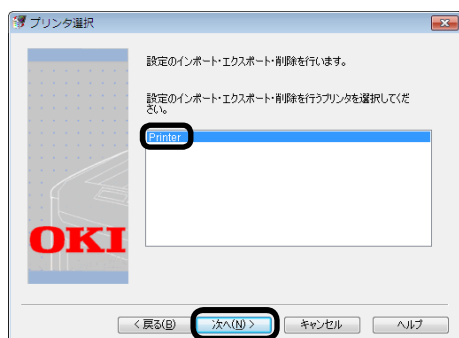 プリンタ選択
設定のインポート・エクスポート・削除を行います。
設定のインポート・エクスポート・削除を行うプリンタを選択してくだ
さい。
Printer
OKI
< 戻る(B)
次へ(N) >
キャンセル
ヘルプ